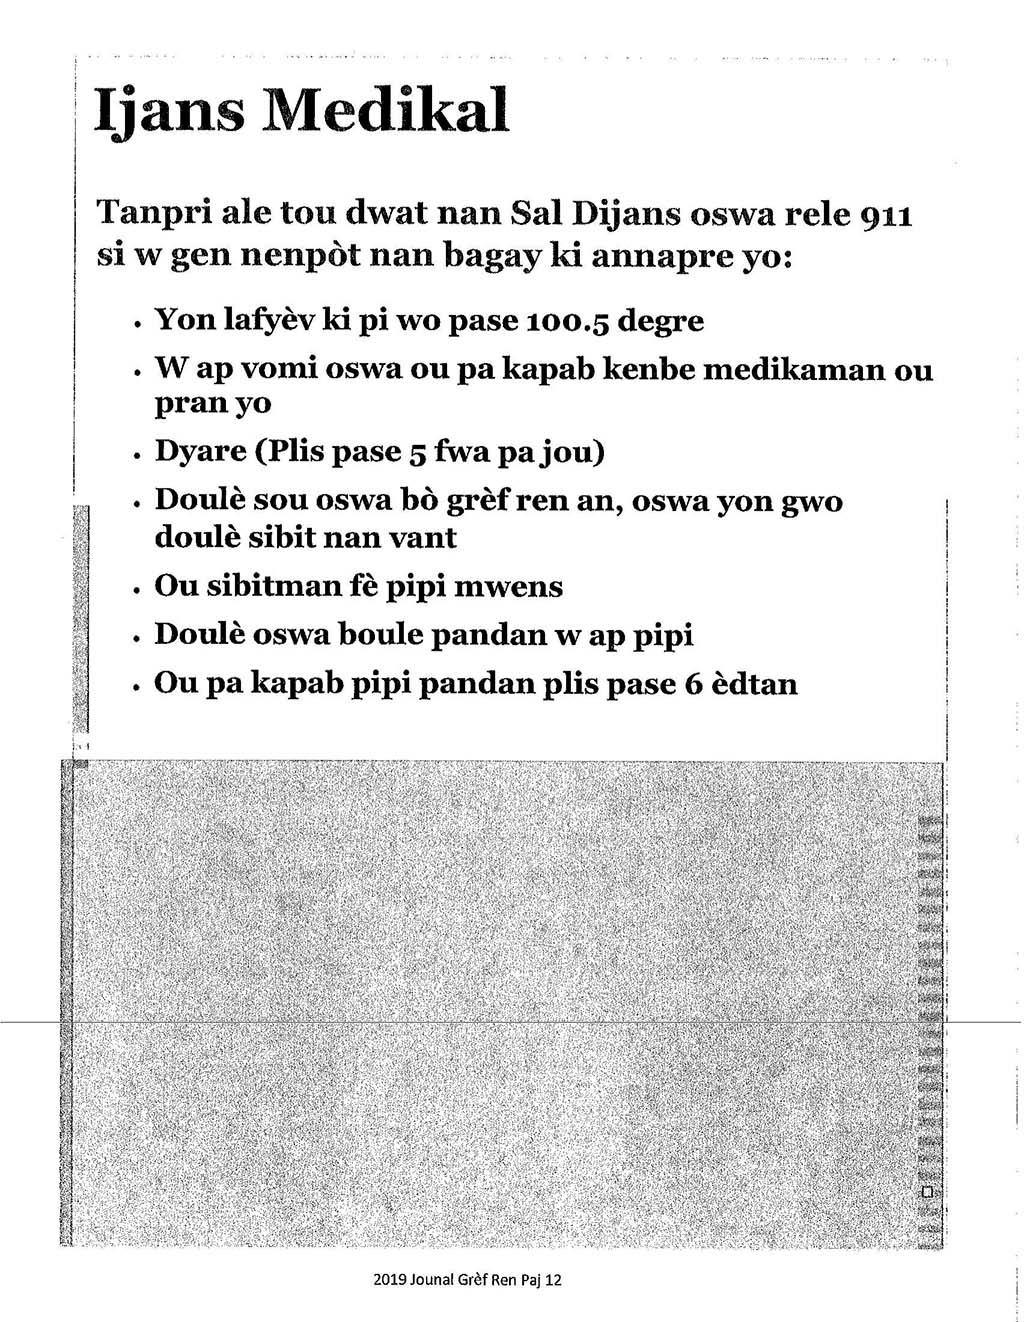 Ijans Medikal
Tanpri ale tou dwat nan Sal Dijans oswa rele 911
si w gen nenpòt nan bagay ki annapre yo:
• Yon lafyèv ki pi wo pase 100.5 degre
• W ap vomi oswa ou pa kapab kenbe medikaman ou
pran yo
• Dyare (Plis pase 5 fwa pa jou)
• Doulè sou oswa bò grèf ren an, oswa yon gwo
doulè sibit nan vant
• Ou sibitman fè pipi mwens
• Doulè oswa boule pandan w ap pipi
• Ou pa kapab pipi pandan plis pase 6 èdtan
2019 Jounal Grèf Ren Paj 12